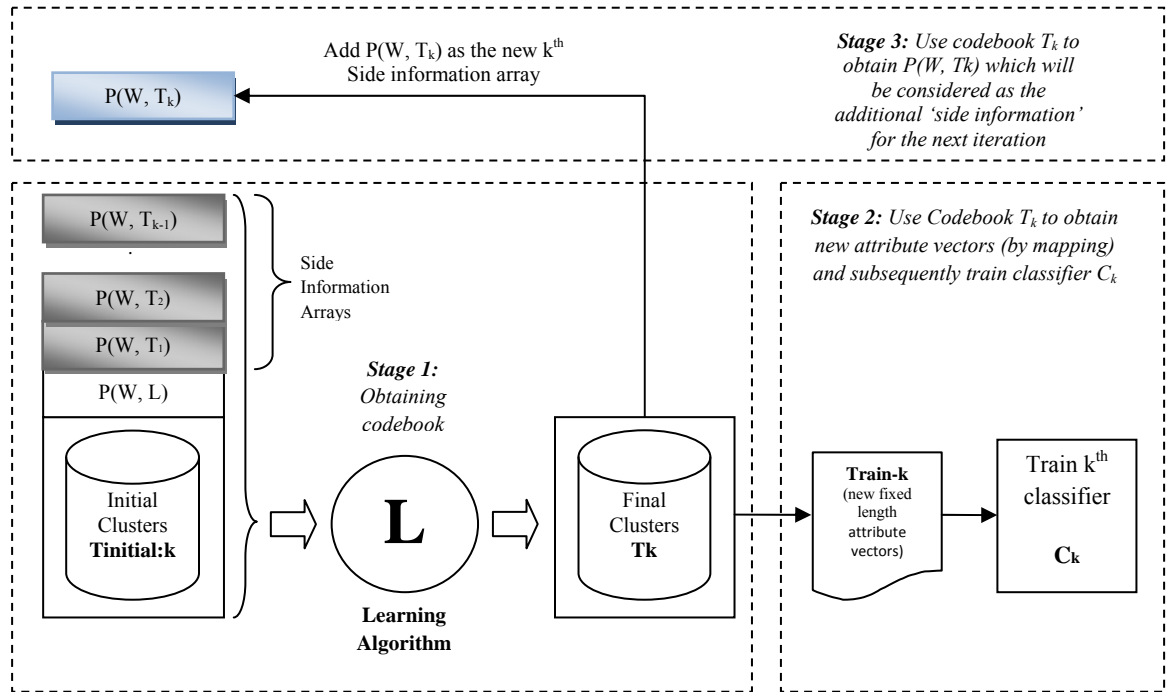 Add P(W, Tk) as the new kth
Side information array
P(W, Tk)
Stage 3: Use codebook Tk to
obtain P(W, Tk) which will
be considered as the
additional ‘side information’
for the next iteration
P(W, Tk-1)
.
P(W, T2)
P(W, T1)
P(W, L)
Side
Information
Arrays
Initial
Clusters
Tinitial:k
Stage 1:
Obtaining
codebook
L
Learning
Algorithm
Final
Clusters
Tk
Stage 2: Use Codebook Tk to obtain
new attribute vectors (by mapping)
and subsequently train classifier Ck
Train-k
(new fixed
length
attribute
vectors)
Train kth
classifier
Ck